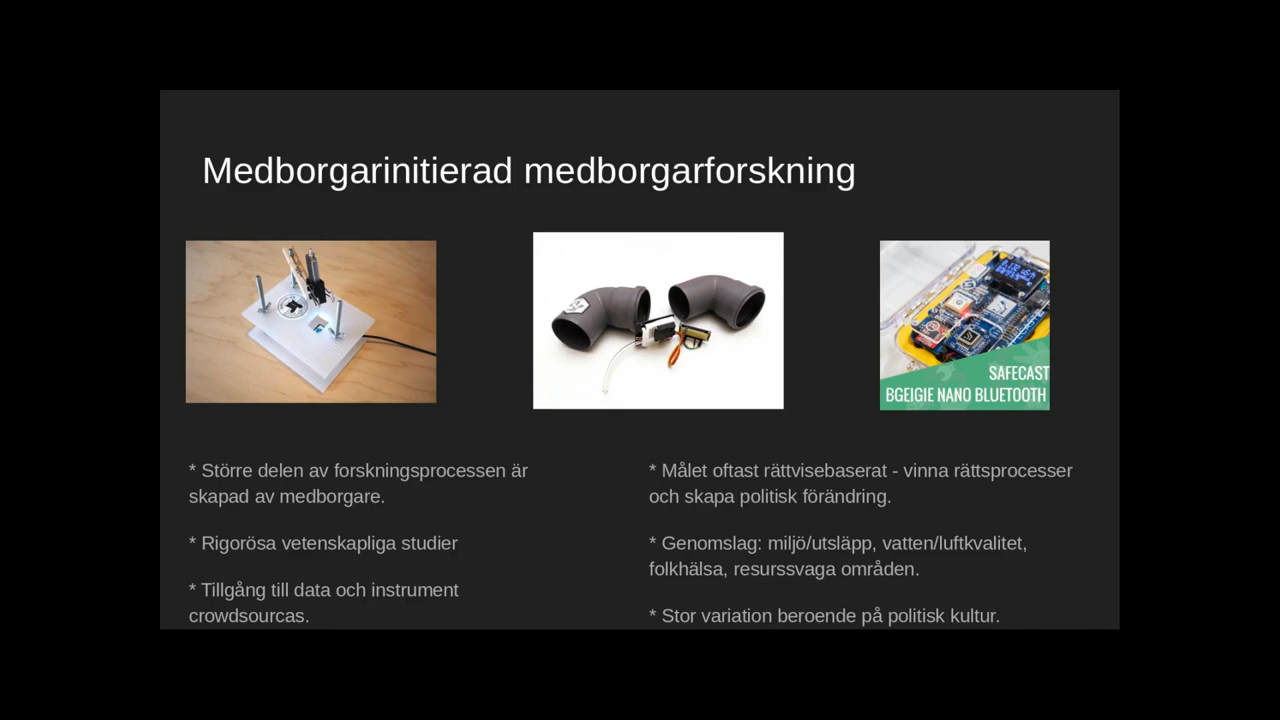 Medborgarinitierad medborgarforskning
SAFECAST
BGEIGIE NANO BLUETOOTH
* Större delen av forskningsprocessen är
skapad av medborgare.
* Rigorösa vetenskapliga studier
* Tillgång till data och instrument
crowdsourcas.
* Målet oftast rättvisebaserat - vinna rättsprocesser
och skapa politisk förändring.
* Genomslag: miljö/utsläpp, vatten/luftkvalitet,
folkhälsa, resurssvaga områden.
* Stor variation beroende på politisk kultur.